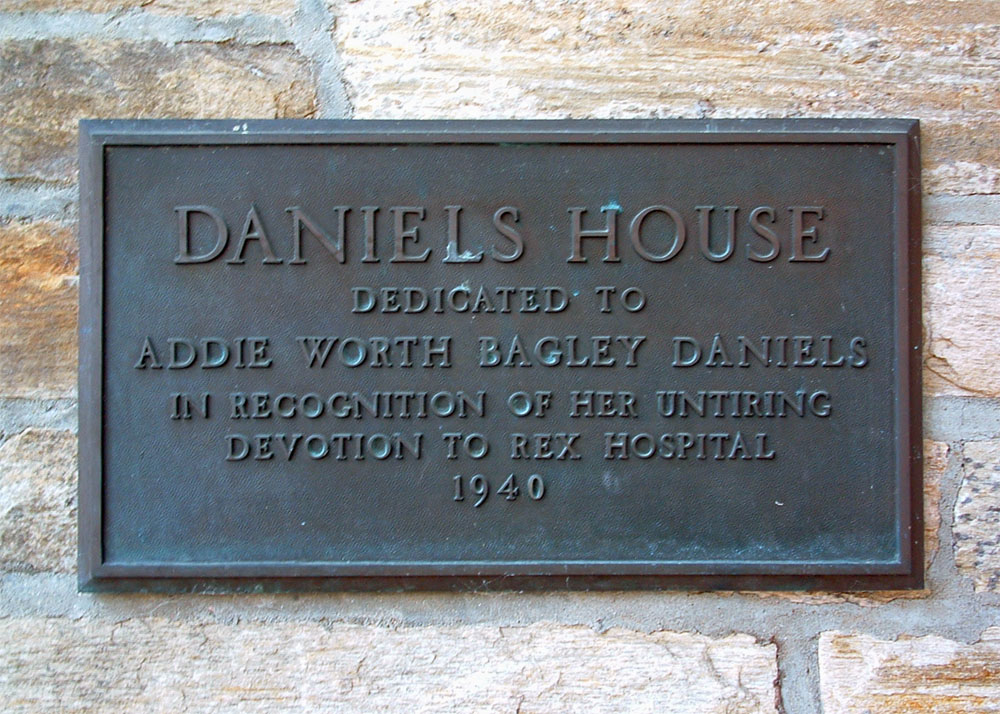 DANIELS HOUSE
DEDICATED TO
ADDIE WORTH BAGLEY DANIELS
IN RECOGNITION OF HER UNTIRING
DEVOTION TO REX HOSPITAL
1940